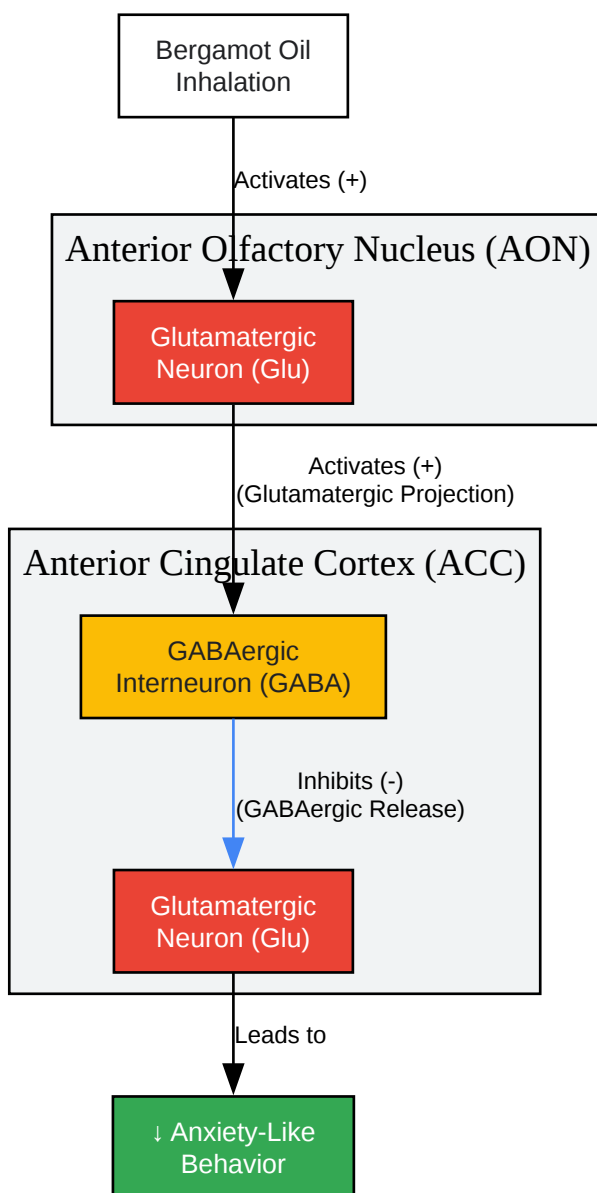 Bergamot Oil
Inhalation
Activates (+)
Anterior Olfactory Nucleus (AON)
Glutamatergic
Neuron (Glu)
Activates (+)
(Glutamatergic Projection)
Anterior Cingulate Cortex (ACC)
GABAergic
Interneuron (GABA)
Inhibits (-)
(GABAergic Release)
Glutamatergic
Neuron (Glu)
Leads to
↓ Anxiety-Like
Behavior